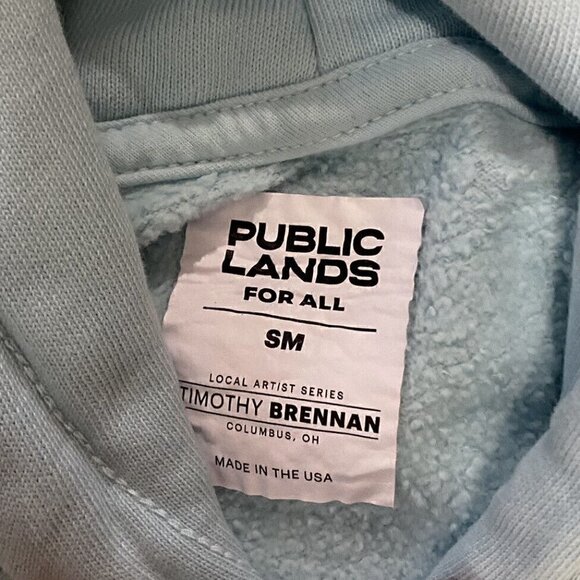 PUBLIC
LANDS
FOR ALL
SM
LOCAL ARTIST SERIES
TIMOTHY BRENNAN
COLUMBUS, OH
MADE IN THE USA